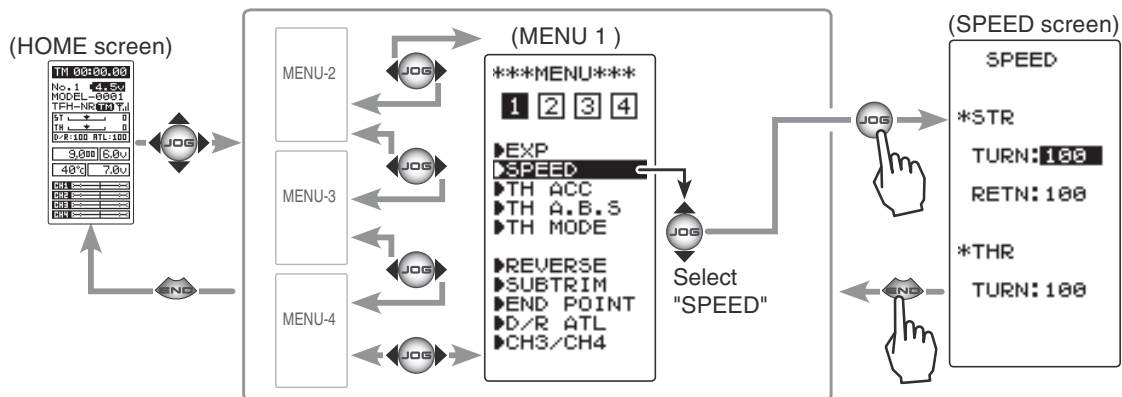 (HOME screen)
TM 00:00.00
No.1 4.5v
MODEL-0001
TFH-NR TM
ST 0
TH 0
D/R:100 ATL:100
6.0v
40℃ 7.0v
CH1
CH2
CH3
CH4
JOG
END
MENU-2
MENU-3
MENU-4
JOG
JOG
JOG
JOG
(MENU 1 )
***MENU***
1 2 3 4
EXP
SPEED
TH ACC
TH A.B.S
TH MODE
REVERSE
SUBTRIM
END POINT
D/R ATL
CH3/CH4
JOG
Select
"SPEED"
JOG
END
(SPEED screen)
SPEED
*STR
TURN:100
RETN:100
*THR
TURN:100